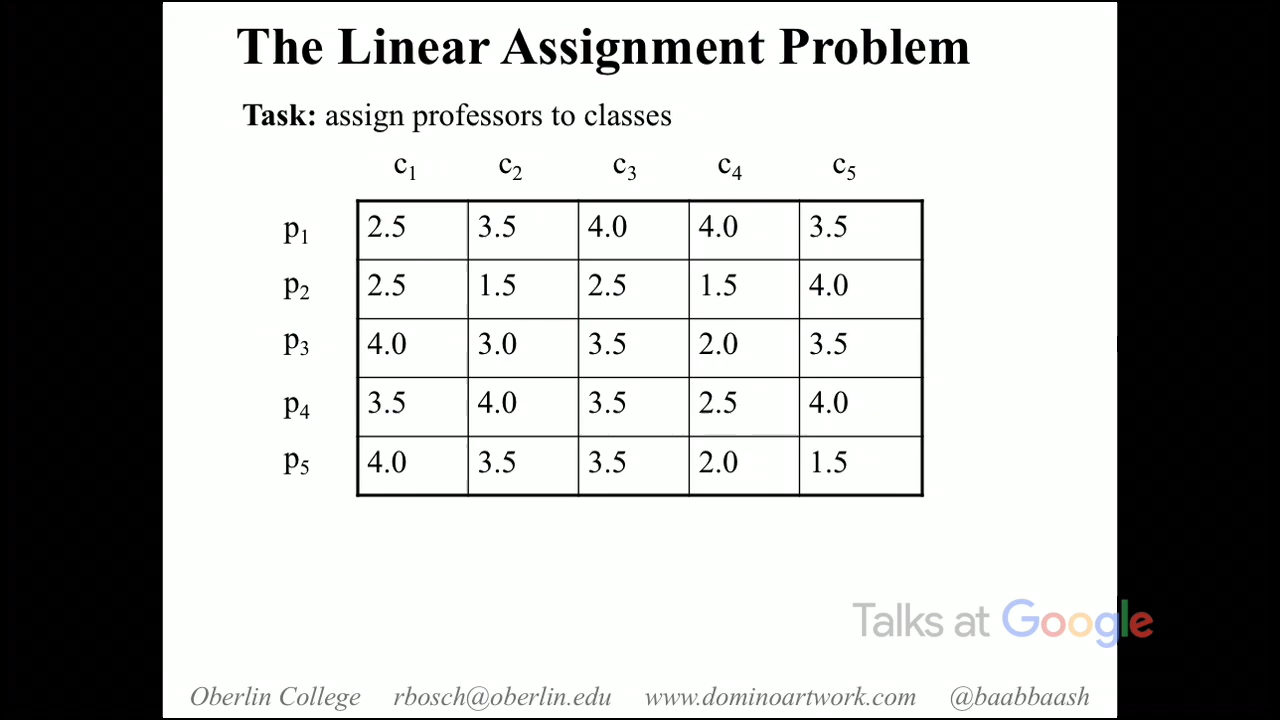 The Linear Assignment Problem
Task: assign professors to classes
c1 c2 c3 c4 c5
p1 2.5 3.5 4.0 4.0 3.5
p2 2.5 1.5 2.5 1.5 4.0
p3 4.0 3.0 3.5 2.0 3.5
p4 3.5 4.0 3.5 2.5 4.0
p5 4.0 3.5 3.5 2.0 1.5
Talks at Google
Oberlin College rbosch@oberlin.edu www.dominoartwork.com @baabbaash